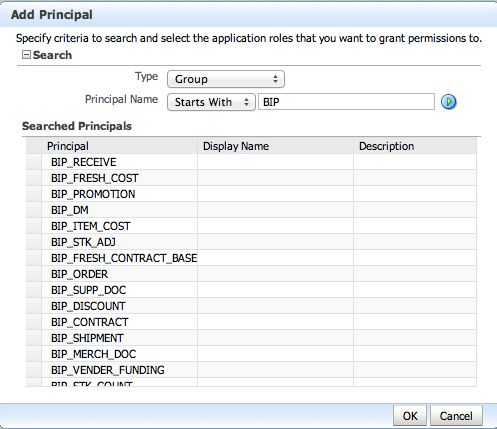 Add Principal
Specify criteria to search and select the application roles that you want to grant permissions to.
Search
Type Group
Principal Name Starts With BIP
Searched Principals
Principal Display Name Description
BIP_RECEIVE
BIP_FRESH_COST
BIP_PROMOTION
BIP_DM
BIP_ITEM_COST
BIP_STK_ADJ
BIP_FRESH_CONTRACT_BASE
BIP_ORDER
BIP_SUPP_DOC
BIP_DISCOUNT
BIP_CONTRACT
BIP_SHIPMENT
BIP_MERCH_DOC
BIP_VENDER_FUNDING
BIP_STK_COUNT
OK Cancel